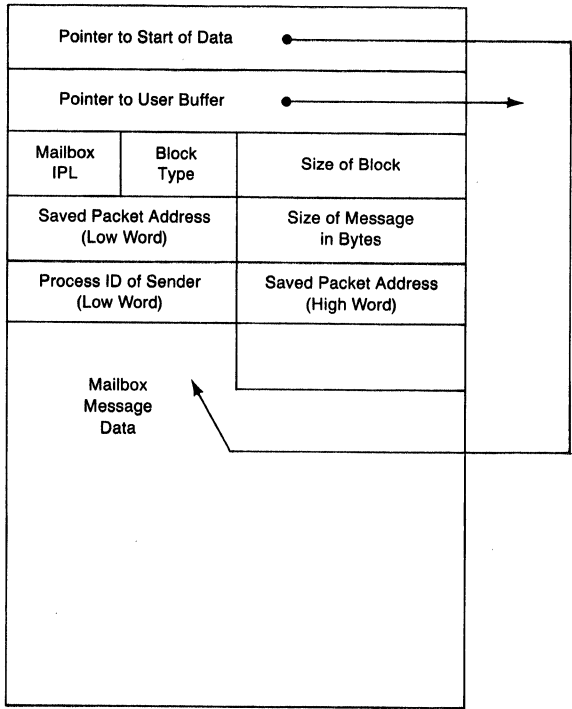 Pointer to Start of Data
Pointer to User Buffer
Mailbox
IPL
Block
Type
Size of Block
Saved Packet Address
(Low Word)
Size of Message
in Bytes
Process ID of Sender
(Low Word)
Saved Packet Address
(High Word)
Mailbox
Message
Data